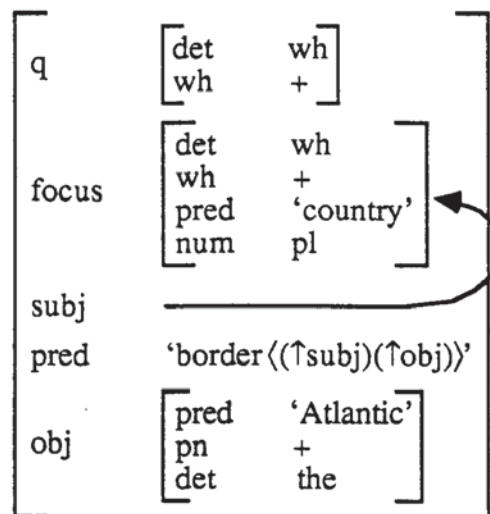 q det wh
wh +
det wh
wh +
focus pred ‘country’
num pl
subj
pred ‘border⟨(↑subj)(↑obj)⟩’
pred ‘Atlantic’
obj pn +
det the